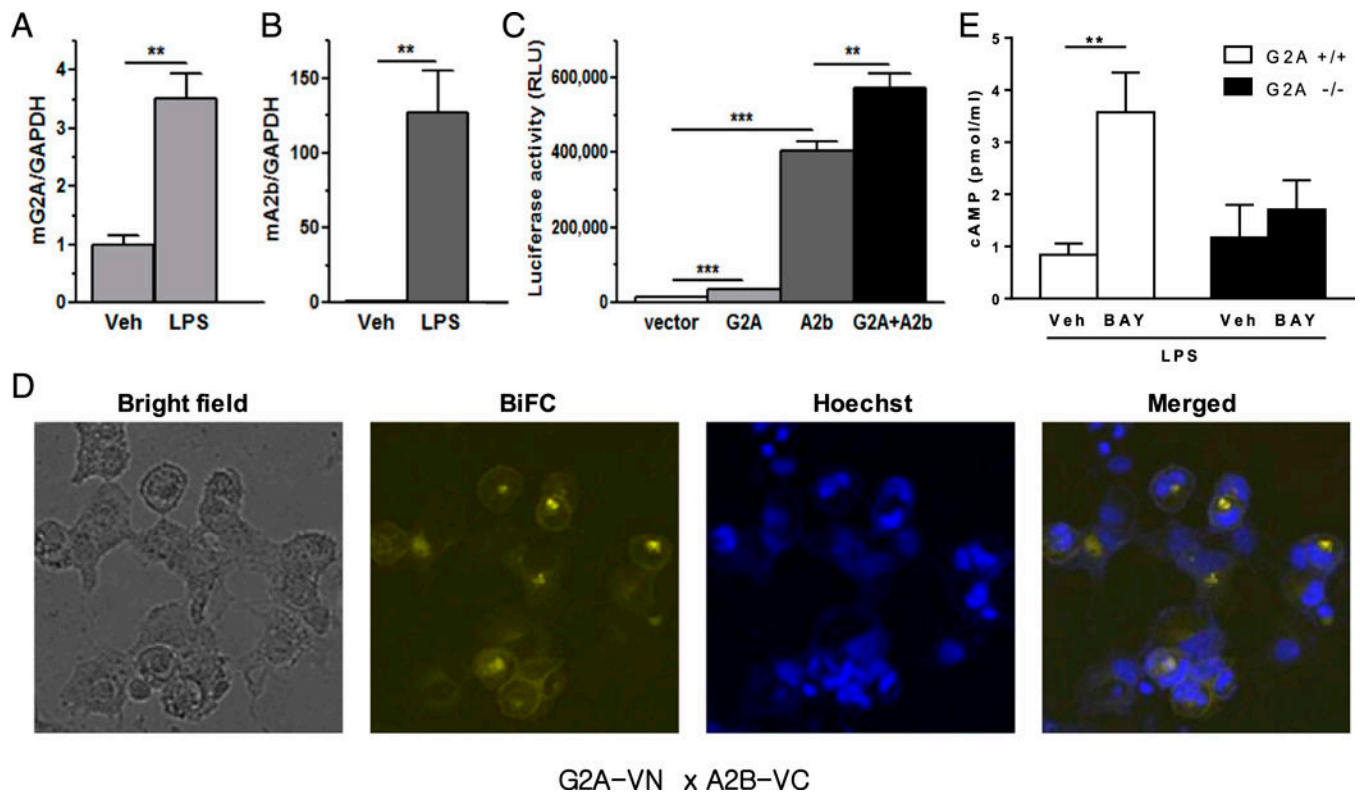 A
mG2A/GAPDH
4
3
2
1
0
**
Veh LPS
B
mA2b/GAPDH
150
125
100
75
50
0
**
Veh LPS
C
Luciferase activity (RLU)
600,000
400,000
200,000
0
***
***
**
vector G2A A2b G2A+A2b
E
cAMP (pmol/ml)
5
4
3
2
1
0
**
G2A +/+
G2A -/-
Veh BAY Veh BAY
LPS
D
Bright field BiFC Hoechst Merged
G2A-VN x A2B-VC